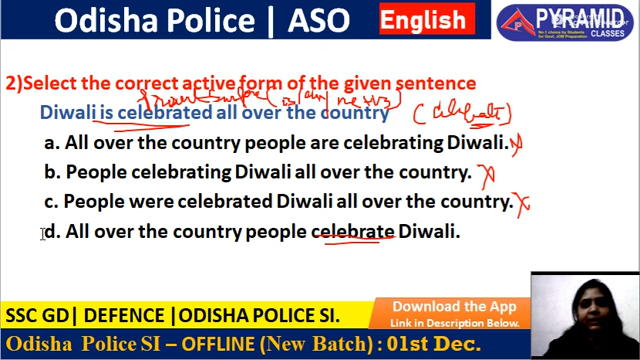 Odisha Police | ASO
English
PYRAMID
CLASSES
2)Select the correct active form of the given sentence
Diwali is celebrated all over the country
a. All over the country people are celebrating Diwali.
b. People celebrating Diwali all over the country.
c. People were celebrated Diwali all over the country.
d. All over the country people celebrate Diwali.
SSC GD| DEFENCE |ODISHA POLICE SI.
Download the App
Link in Description Below.
Odisha Police SI – OFFLINE (New Batch) : 01st Dec.